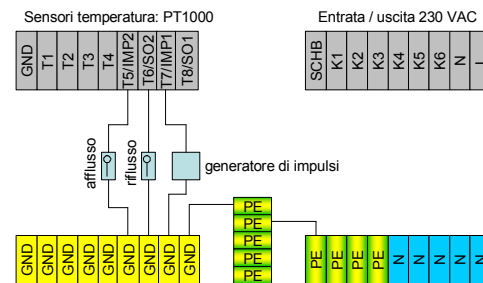 Sensori temperatura: PT1000
Entrata / uscita 230 VAC
GND T1 T2 T3 T4 T5/IMP2 T6/SO2 T7/IMP1 T8/SO1
SCHB K1 K2 K3 K4 K5 K6 N L
afflusso
riflusso
generatore di impulsi
PE
PE
PE
PE
PE
GND GND GND GND GND GND GND GND GND
PE PE PE PE N N N N N